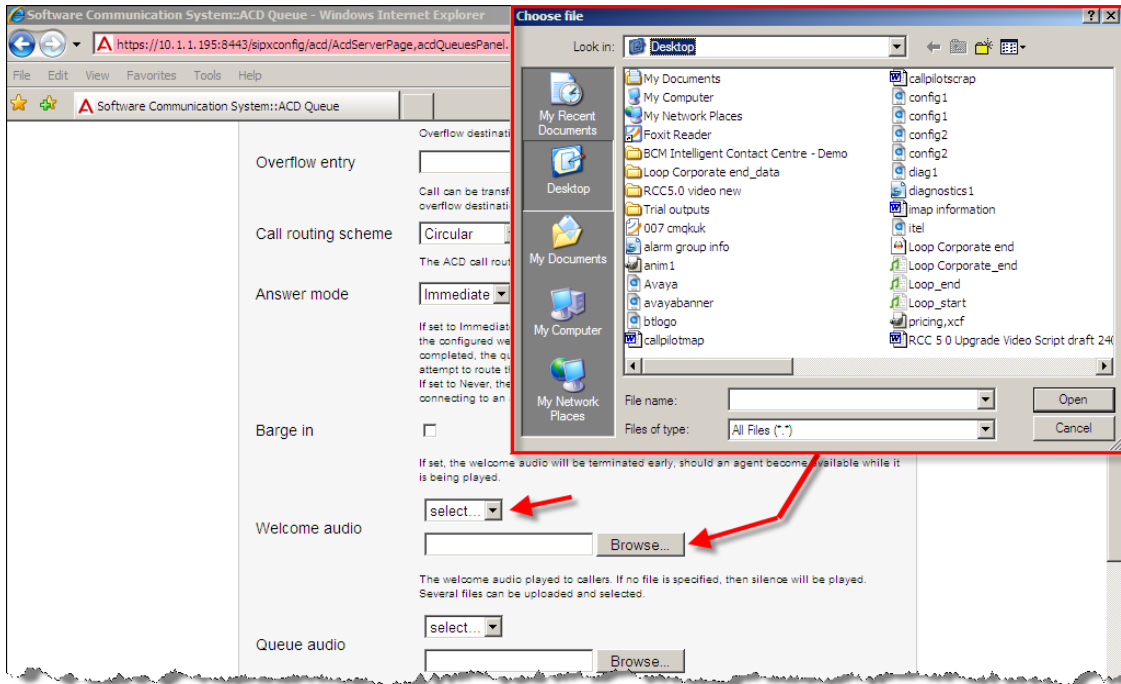 Software Communication System::ACD Queue - Windows Internet Explorer
https://10.1.1.195:8443/sipxconfig/acd/AcdServerPage,acdQueuesPanel.
File Edit View Favorites Tools Help
Software Communication System::ACD Queue
Overflow destinati
Overflow entry
Call can be transf
overflow destinati
Call routing scheme
Circular
The ACD call rout
Answer mode
Immediate
If set to Immediat
the configured we
completed, the qu
attempt to route th
If set to Never, the
connecting to an
Barge in
If set, the welcome audio will be terminated early, should an agent become available while it
is being played.
select...
Welcome audio
Browse...
The welcome audio played to callers. If no file is specified, then silence will be played.
Several files can be uploaded and selected.
select...
Queue audio
Browse...
Choose file
Look in:
Desktop
My Recent
Documents
Desktop
My Documents
My Computer
My Network
Places
My Documents
My Computer
My Network Places
Foxit Reader
BCM Intelligent Contact Centre - Demo
Loop Corporate end_data
RCC5.0 video new
Trial outputs
007 cmqkuk
alarm group info
anim1
Avaya
avayabanner
btlogo
callpilotmap
callpilotscrap
config1
config1
config2
config2
diag1
diagnostics1
imap information
itel
Loop Corporate end
Loop Corporate_end
Loop_end
Loop_start
pricing,xcf
RCC 5 0 Upgrade Video Script draft 240
File name:
Open
Files of type:
All Files (*.*)
Cancel